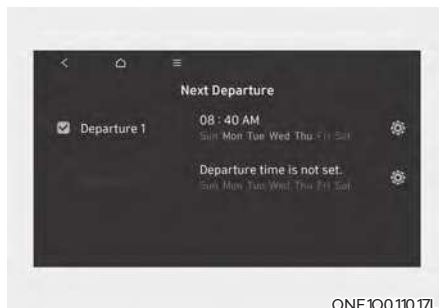 Next Departure
Departure 1
08 : 40 AM
Sun Mon Tue Wed Thu Fri Sat
Departure time is not set.
Sun Mon Tue Wed Thu Fri Sat
ONE1Q011017L